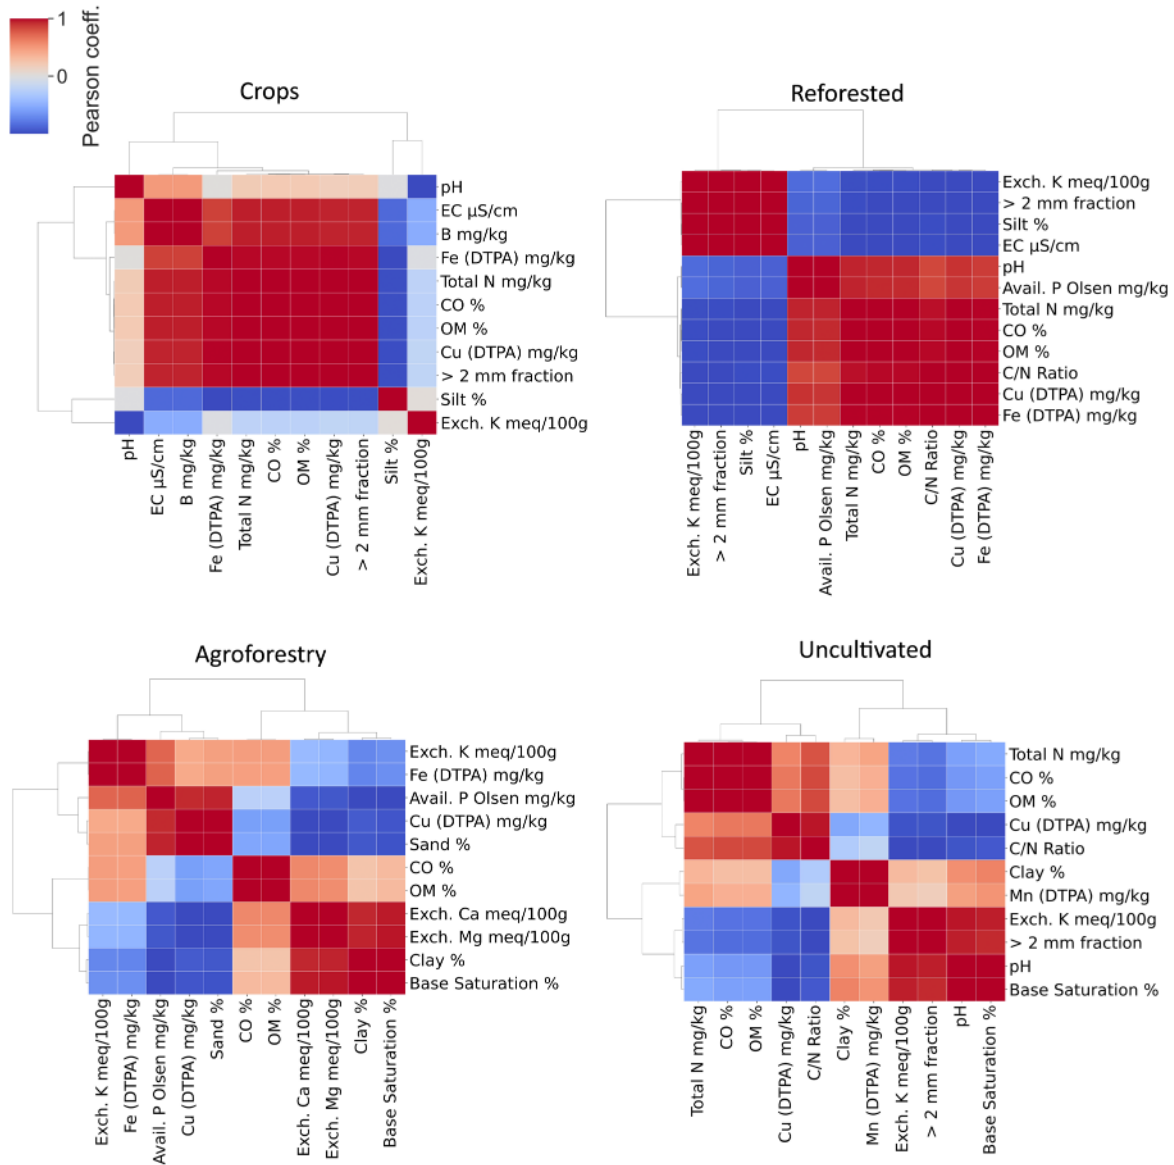 1
0
Pearson coeff.
Crops
pH
EC µS/cm
B mg/kg
Fe (DTPA) mg/kg
Total N mg/kg
CO %
OM %
Cu (DTPA) mg/kg
> 2 mm fraction
Silt %
Exch. K meq/100g
pH
EC µS/cm
B mg/kg
Fe (DTPA) mg/kg
Total N mg/kg
CO %
OM %
Cu (DTPA) mg/kg
> 2 mm fraction
Silt %
Exch. K meq/100g
Reforested
Exch. K meq/100g
> 2 mm fraction
Silt %
EC µS/cm
pH
Avail. P Olsen mg/kg
Total N mg/kg
CO %
OM %
C/N Ratio
Cu (DTPA) mg/kg
Fe (DTPA) mg/kg
Exch. K meq/100g
> 2 mm fraction
Silt %
EC µS/cm
pH
Avail. P Olsen mg/kg
Total N mg/kg
CO %
OM %
C/N Ratio
Cu (DTPA) mg/kg
Fe (DTPA) mg/kg
Agroforestry
Exch. K meq/100g
Fe (DTPA) mg/kg
Avail. P Olsen mg/kg
Cu (DTPA) mg/kg
Sand %
CO %
OM %
Exch. Ca meq/100g
Exch. Mg meq/100g
Clay %
Base Saturation %
Exch. K meq/100g
Fe (DTPA) mg/kg
Avail. P Olsen mg/kg
Cu (DTPA) mg/kg
Sand %
CO %
OM %
Exch. Ca meq/100g
Exch. Mg meq/100g
Clay %
Base Saturation %
Uncultivated
Total N mg/kg
CO %
OM %
Cu (DTPA) mg/kg
C/N Ratio
Clay %
Mn (DTPA) mg/kg
Exch. K meq/100g
> 2 mm fraction
pH
Base Saturation %
Total N mg/kg
CO %
OM %
Cu (DTPA) mg/kg
C/N Ratio
Clay %
Mn (DTPA) mg/kg
Exch. K meq/100g
> 2 mm fraction
pH
Base Saturation %